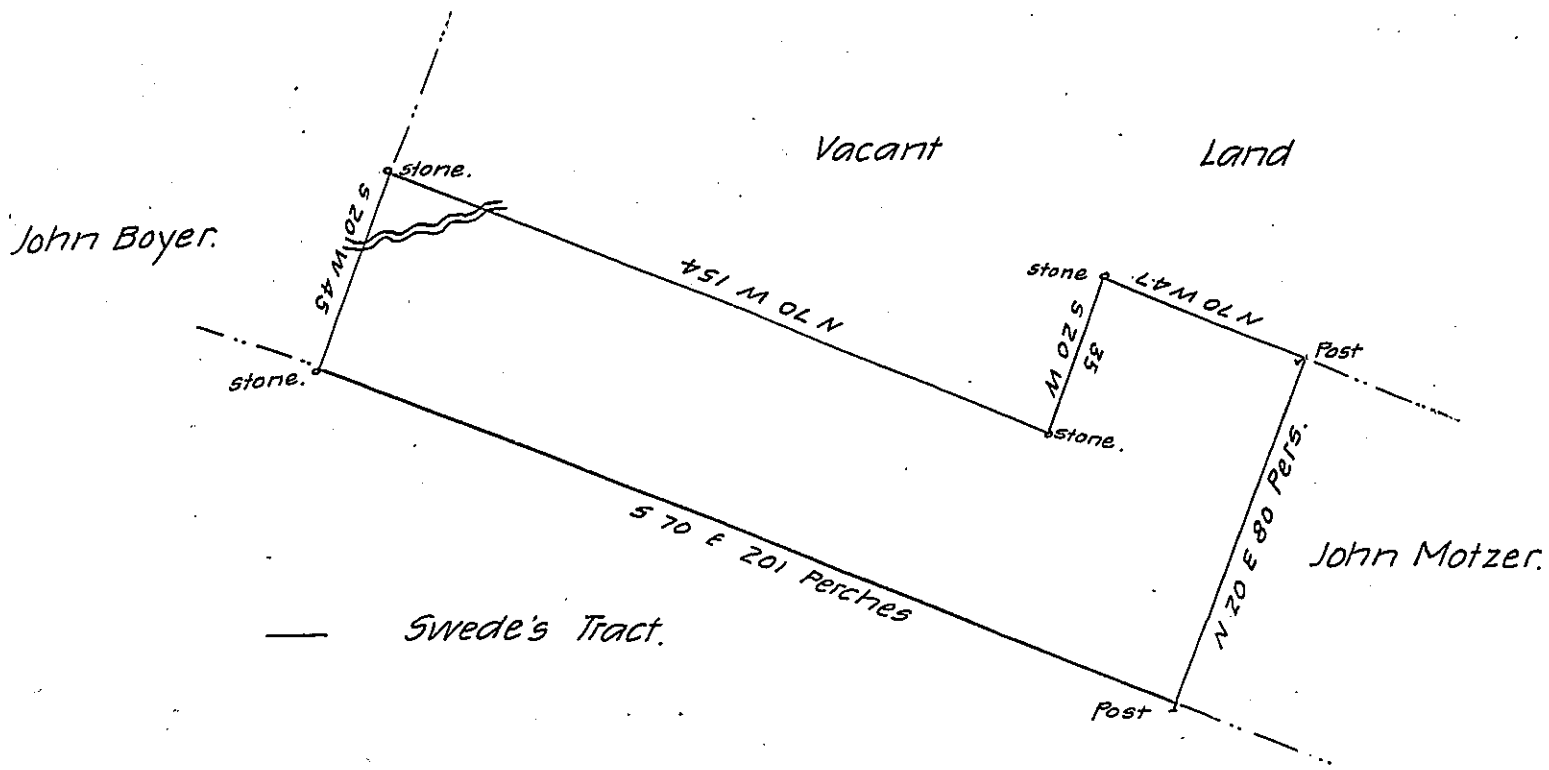 Vacant Land
stone.
S 20 W 45
John Boyer.
N 70 W 154
stone
N 70 W 47
S 20 W
35
Post
stone.
stone.
N 20 E 80 Pers.
S 70 E 201 Perches
John Motzer.
Swede's Tract.
Post